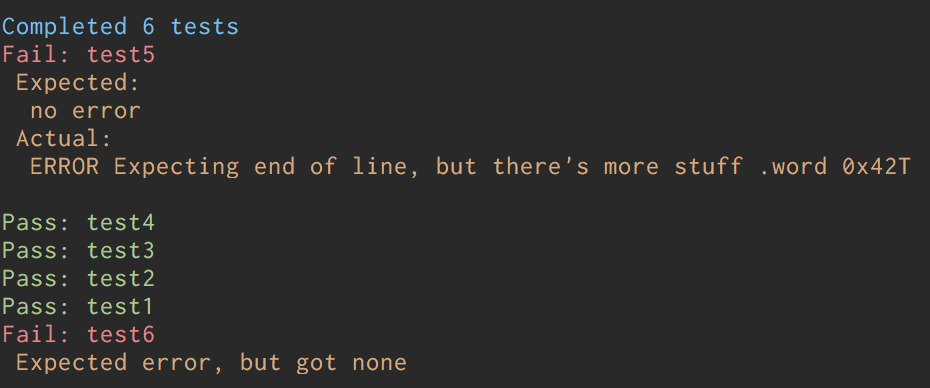 Completed 6 tests
Fail: test5
Expected:
no error
Actual:
ERROR Expecting end of line, but there's more stuff .word 0x42T
Pass: test4
Pass: test3
Pass: test2
Pass: test1
Fail: test6
Expected error, but got none